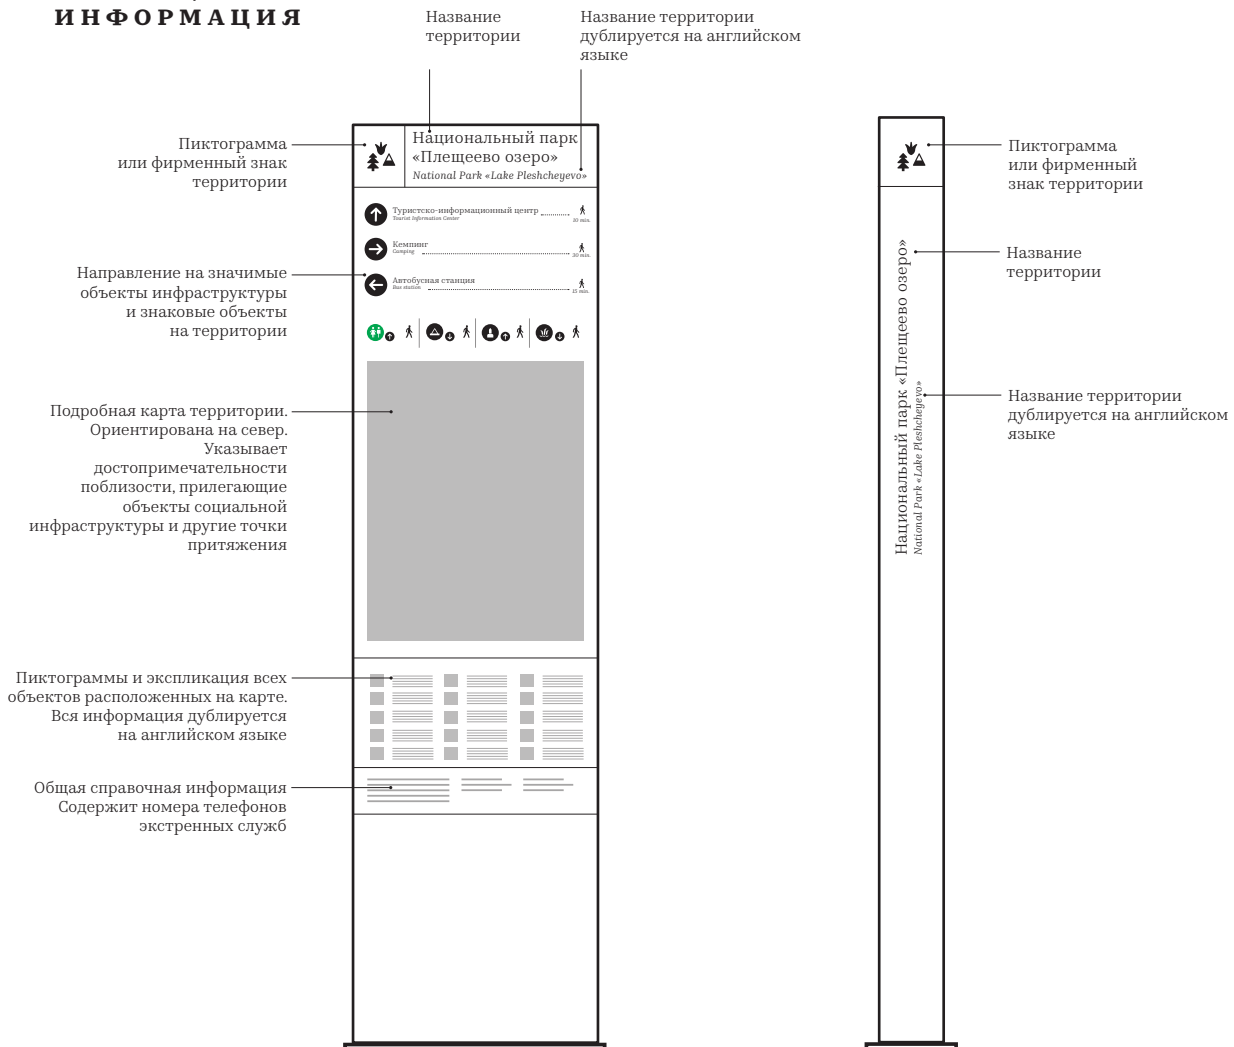 ИНФОРМАЦИЯ
Название
территории
Название территории
дублируется на английском
языке
Пиктограмма
или фирменный знак
территории
Национальный парк
«Плещеево озеро»
National Park «Lake Pleshcheyevo»
Туристско-информационный центр
Tourist Information Center
10 min.
Кемпинг
Camping
30 min.
Автобусная станция
Bus station
15 min.
Направление на значимые
объекты инфраструктуры
и знаковые объекты
на территории
Подробная карта территории.
Ориентирована на север.
Указывает
достопримечательности
поблизости, прилегающие
объекты социальной
инфраструктуры и другие точки
притяжения
Пиктограммы и экспликация всех
объектов расположенных на карте.
Вся информация дублируется
на английском языке
Общая справочная информация
Содержит номера телефонов
экстренных служб
Пиктограмма
или фирменный
знак территории
Название
территории
Название территории
дублируется на английском
языке
Национальный парк «Плещеево озеро»
National Park «Lake Pleshcheyevo»